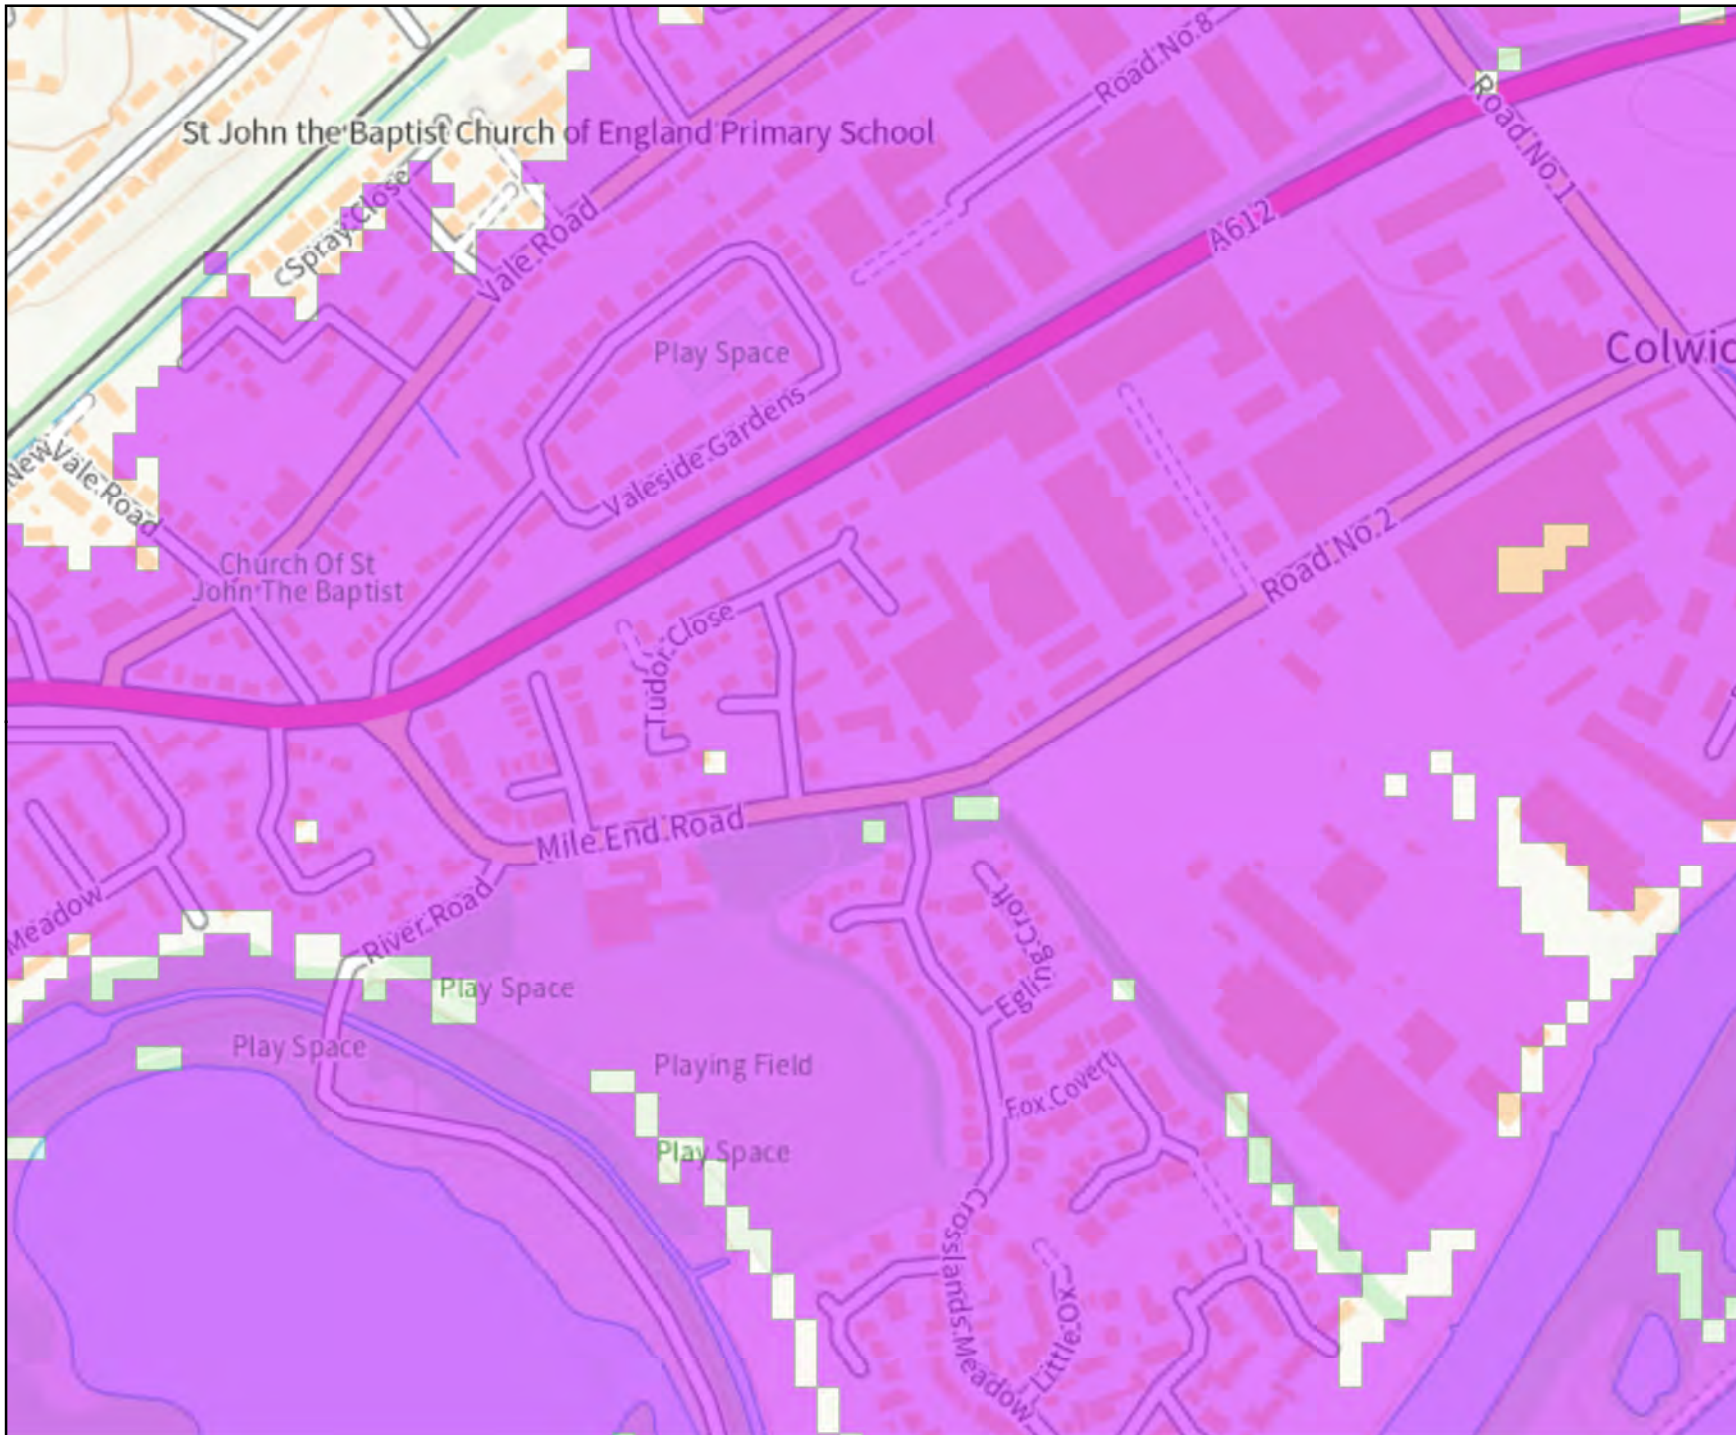 Road No.8
St John the Baptist Church of England Primary School
Road No.1
Spray Close
Vale Road
A612
Play Space
Colwic
Valeside Gardens
New Vale Road
Road No.2
Church Of St
John The Baptist
Tudor Close
Mile End Road
Meadow
River Road
Egling Croft
Play Space
Play Space
Playing Field
Fox Covert
Play Space
Crosslands Meadow
Little Ox